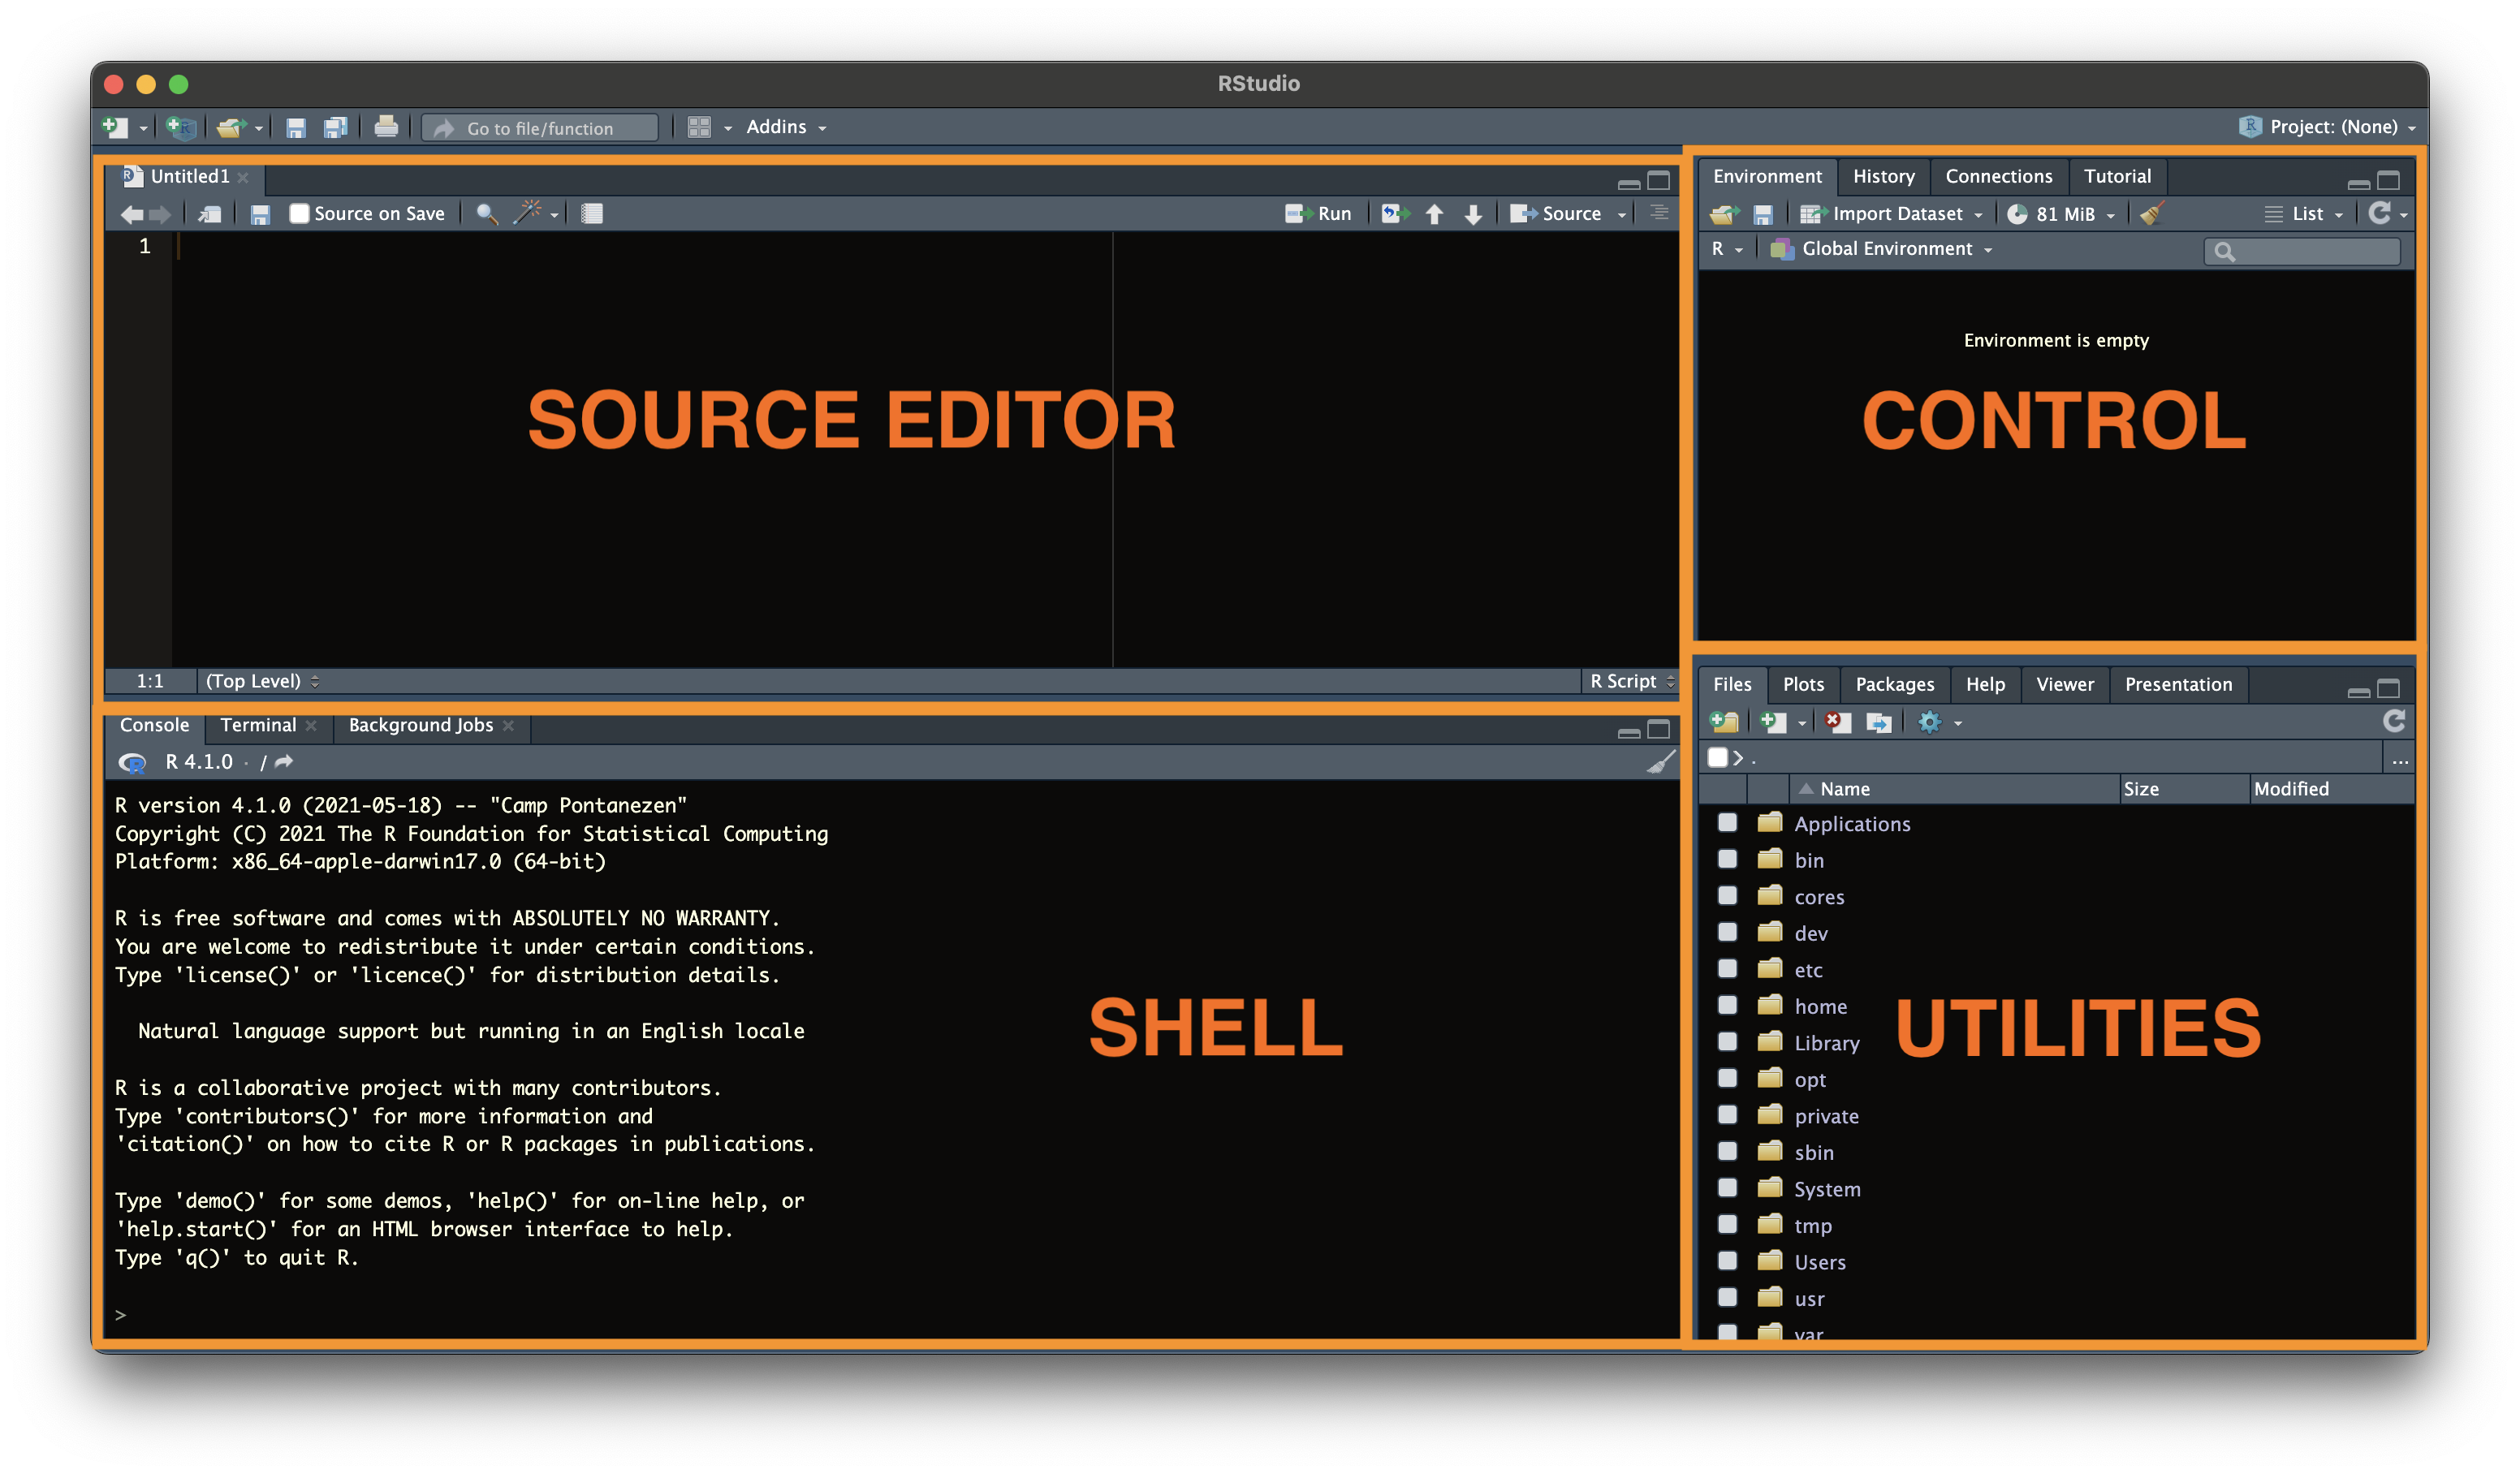 RStudio
Go to file/function
Addins
Project: (None)
Untitled1
Source on Save
Run
Source
1
SOURCE EDITOR
1:1
(Top Level)
R Script
Environment
History
Connections
Tutorial
Import Dataset
81 MiB
List
R
Global Environment
Environment is empty
CONTROL
Console
Terminal
Background Jobs
R 4.1.0 · /
R version 4.1.0 (2021-05-18) -- "Camp Pontanezen"
Copyright (C) 2021 The R Foundation for Statistical Computing
Platform: x86_64-apple-darwin17.0 (64-bit)
R is free software and comes with ABSOLUTELY NO WARRANTY.
You are welcome to redistribute it under certain conditions.
Type 'license()' or 'licence()' for distribution details.
Natural language support but running in an English locale
R is a collaborative project with many contributors.
Type 'contributors()' for more information and
'citation()' on how to cite R or R packages in publications.
Type 'demo()' for some demos, 'help()' for on-line help, or
'help.start()' for an HTML browser interface to help.
Type 'q()' to quit R.
>
SHELL
Files
Plots
Packages
Help
Viewer
Presentation
.
...
Name
Size
Modified
Applications
bin
cores
dev
etc
home
Library
opt
private
sbin
System
tmp
Users
usr
var
UTILITIES